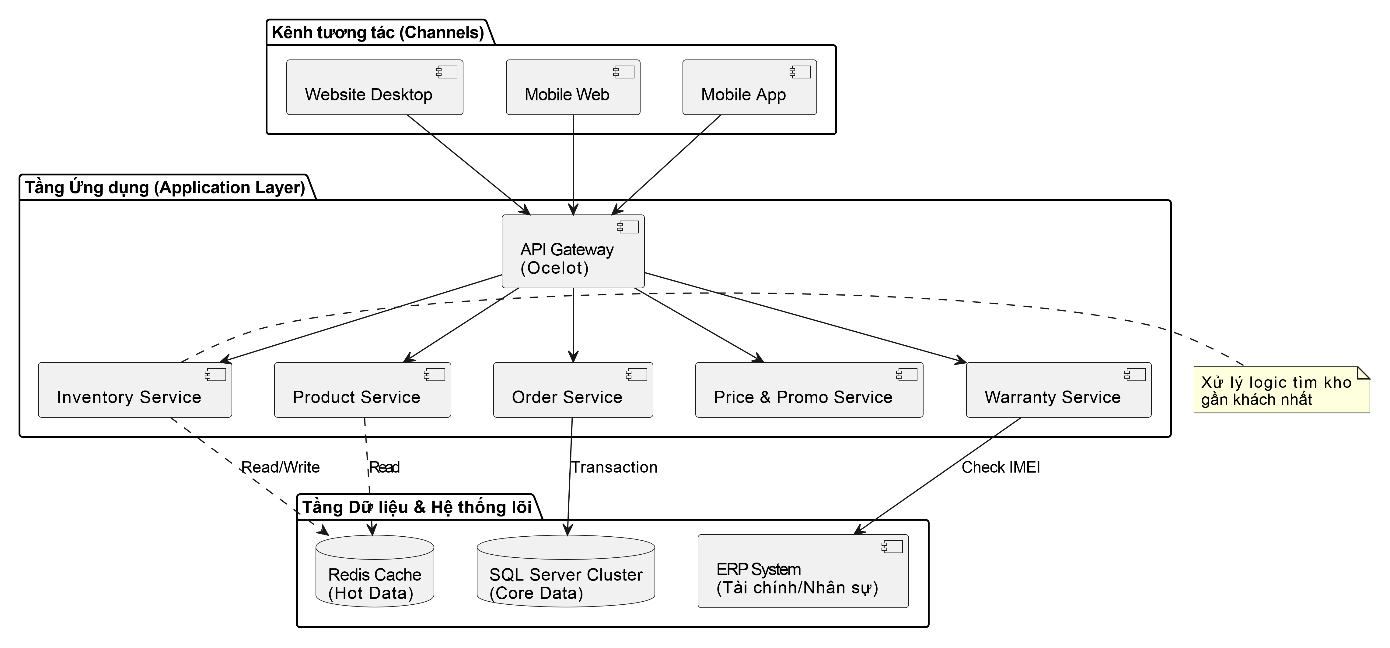 Kênh tương tác (Channels)
Website Desktop
Mobile Web
Mobile App
Tầng Ứng dụng (Application Layer)
API Gateway
(Ocelot)
Inventory Service
Product Service
Order Service
Price & Promo Service
Warranty Service
Xử lý logic tìm kho
gần khách nhất
Read/Write
Read
Transaction
Check IMEI
Tầng Dữ liệu & Hệ thống lõi
Redis Cache
(Hot Data)
SQL Server Cluster
(Core Data)
ERP System
(Tài chính/Nhân sự)